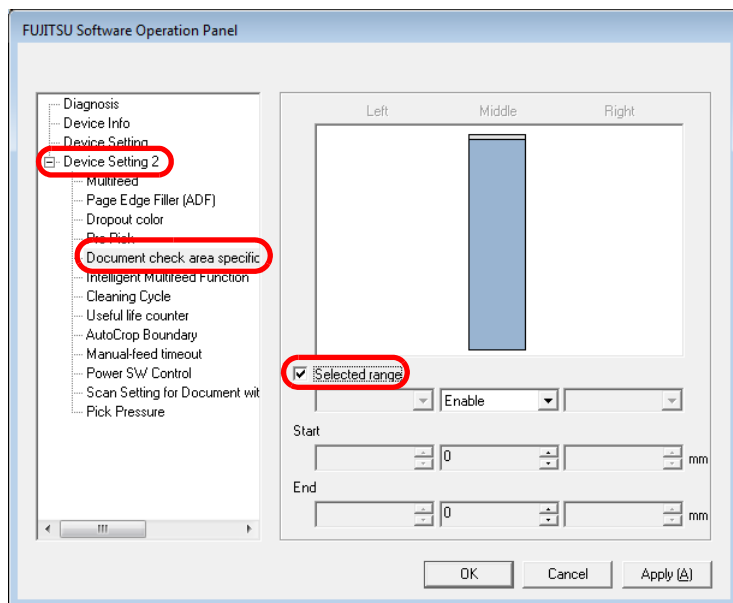 FUJITSU Software Operation Panel
Diagnosis
Device Info
Device Setting
Device Setting 2
Multifeed
Page Edge Filler (ADF)
Dropout color
Pre Pick
Document check area specific
Intelligent Multifeed Function
Cleaning Cycle
Useful life counter
AutoCrop Boundary
Manual-feed timeout
Power SW Control
Scan Setting for Document wit
Pick Pressure
Left Middle Right
Selected range
Enable
Start
0 mm
End
0 mm
OK Cancel Apply (A)